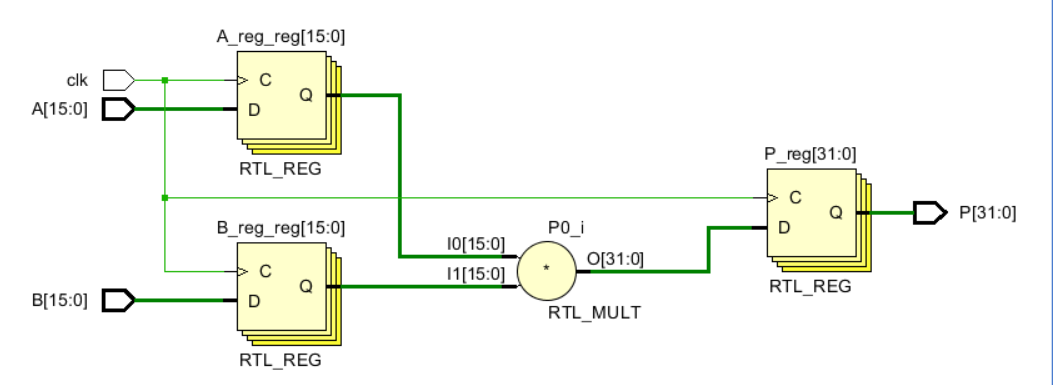 A_reg_reg[15:0]
clk
C
A[15:0]
D
Q
RTL_REG
B_reg_reg[15:0]
C
B[15:0]
D
Q
RTL_REG
P0_i
I0[15:0]
I1[15:0]
*
O[31:0]
RTL_MULT
P_reg[31:0]
C
D
Q
P[31:0]
RTL_REG